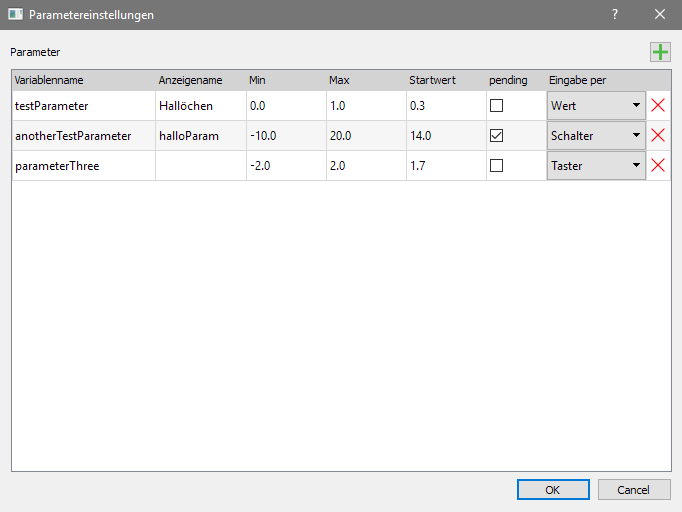 Parametereinstellungen
?
Parameter
Variablenname Anzeigename Min Max Startwert pending Eingabe per
testParameter Hallöchen 0.0 1.0 0.3 Wert
anotherTestParameter halloParam -10.0 20.0 14.0 Schalter
parameterThree -2.0 2.0 1.7 Taster
OK Cancel